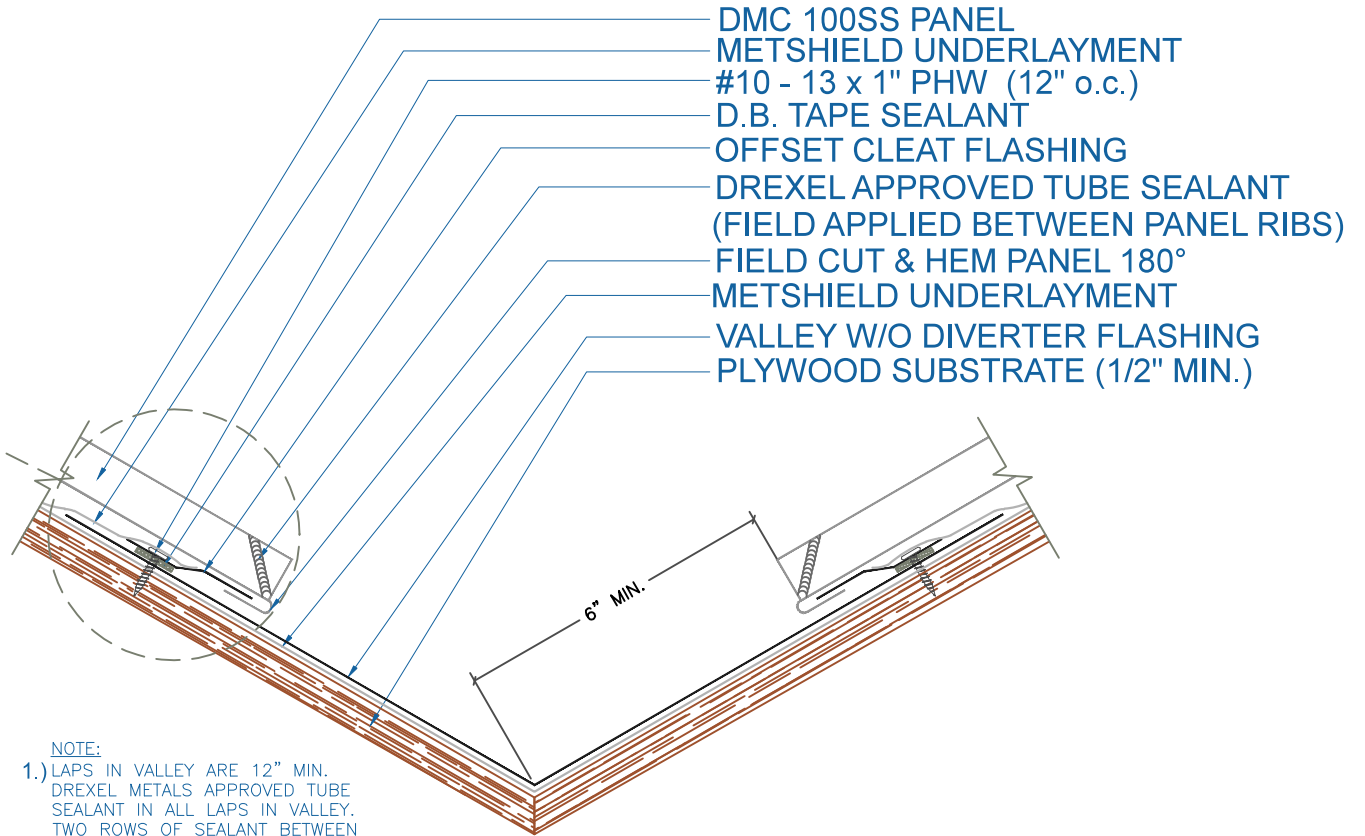 DMC 100SS PANEL
METSHIELD UNDERLAYMENT
#10 - 13 x 1" PHW (12" o.c.)
D.B. TAPE SEALANT
OFFSET CLEAT FLASHING
DREXEL APPROVED TUBE SEALANT
(FIELD APPLIED BETWEEN PANEL RIBS)
FIELD CUT & HEM PANEL 180°
METSHIELD UNDERLAYMENT
VALLEY W/O DIVERTER FLASHING
PLYWOOD SUBSTRATE (1/2" MIN.)
6" MIN.
NOTE:
1.) LAPS IN VALLEY ARE 12" MIN.
DREXEL METALS APPROVED TUBE
SEALANT IN ALL LAPS IN VALLEY.
TWO ROWS OF SEALANT BETWEEN